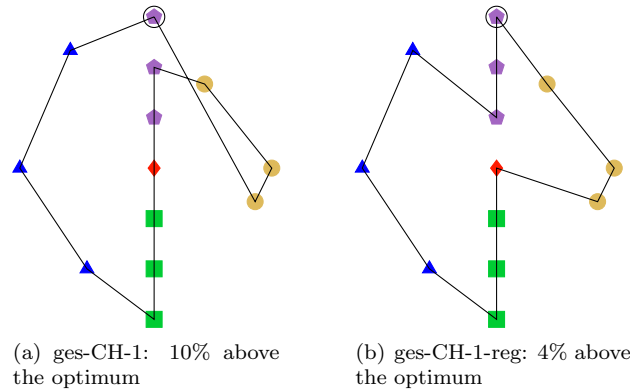 (a) ges-CH-1: 10% above
the optimum
(b) ges-CH-1-reg: 4% above
the optimum